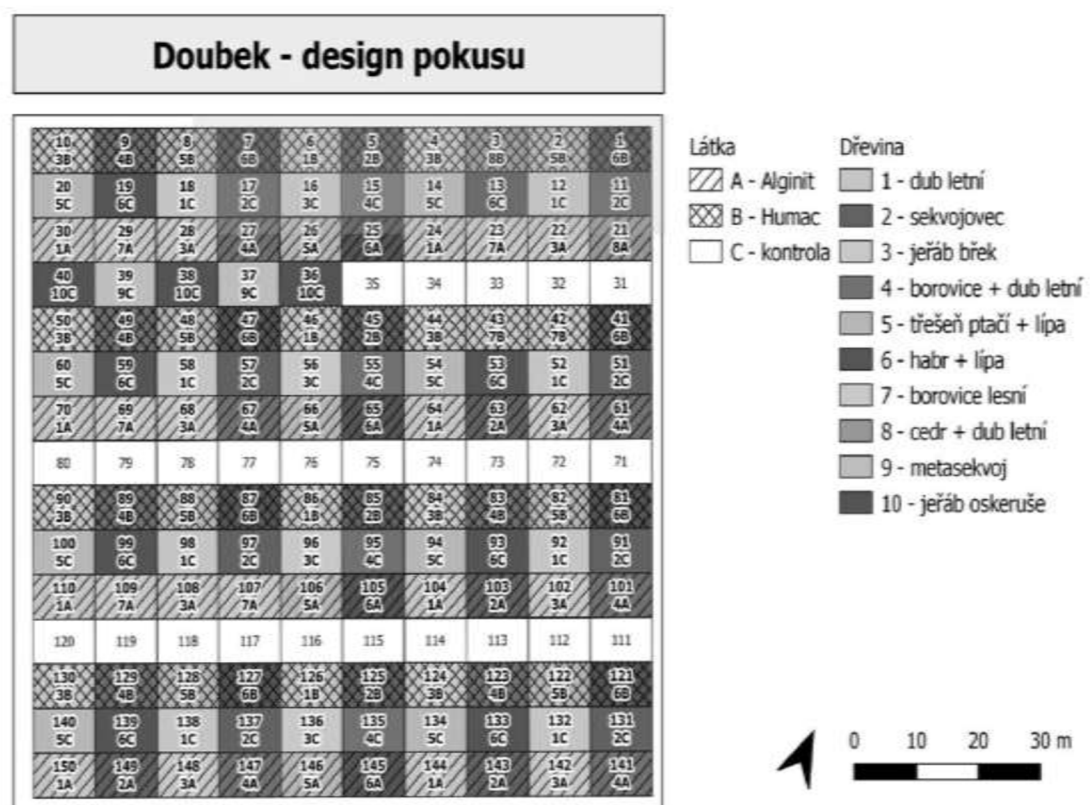 Doubek - design pokusu
10 9 8 7 6 5 4 3 2 1
3B 4B 5B 6B 1B 2B 3B 8B 5B 6B
20 19 18 17 16 15 14 13 12 11
5C 6C 1C 2C 3C 4C 5C 6C 1C 2C
30 29 28 27 26 25 24 23 22 21
1A 7A 3A 4A 5A 6A 1A 7A 3A 8A
40 39 38 37 36 35 34 33 32 31
10C 9C 10C 9C 10C
50 49 48 47 46 45 44 43 42 41
3B 4B 5B 6B 1B 2B 3B 7B 7B 6B
60 59 58 57 56 55 54 53 52 51
5C 6C 1C 2C 3C 4C 5C 6C 1C 2C
70 69 68 67 66 65 64 63 62 61
1A 7A 3A 4A 5A 6A 1A 2A 3A 4A
80 79 78 77 76 75 74 73 72 71
90 89 88 87 86 85 84 83 82 81
3B 4B 5B 6B 1B 2B 3B 4B 5B 6B
100 99 98 97 96 95 94 93 92 91
5C 6C 1C 2C 3C 4C 5C 6C 1C 2C
110 109 108 107 106 105 104 103 102 101
1A 7A 3A 7A 5A 6A 1A 2A 3A 4A
120 119 118 117 116 115 114 113 112 111
130 129 128 127 126 125 124 123 122 121
3B 4B 5B 6B 1B 2B 3B 4B 5B 6B
140 139 138 137 136 135 134 133 132 131
5C 6C 1C 2C 3C 4C 5C 6C 1C 2C
150 149 148 147 146 145 144 143 142 141
1A 2A 3A 4A 5A 6A 1A 2A 3A 4A
Látka
A - Alginit
B - Humac
C - kontrola
Dřevina
1 - dub letní
2 - sekvojovec
3 - jeřáb břek
4 - borovice + dub letní
5 - třešeň ptačí + lípa
6 - habr + lípa
7 - borovice lesní
8 - cedr + dub letní
9 - metasekvoj
10 - jeřáb oskeruše
0 10 20 30 m